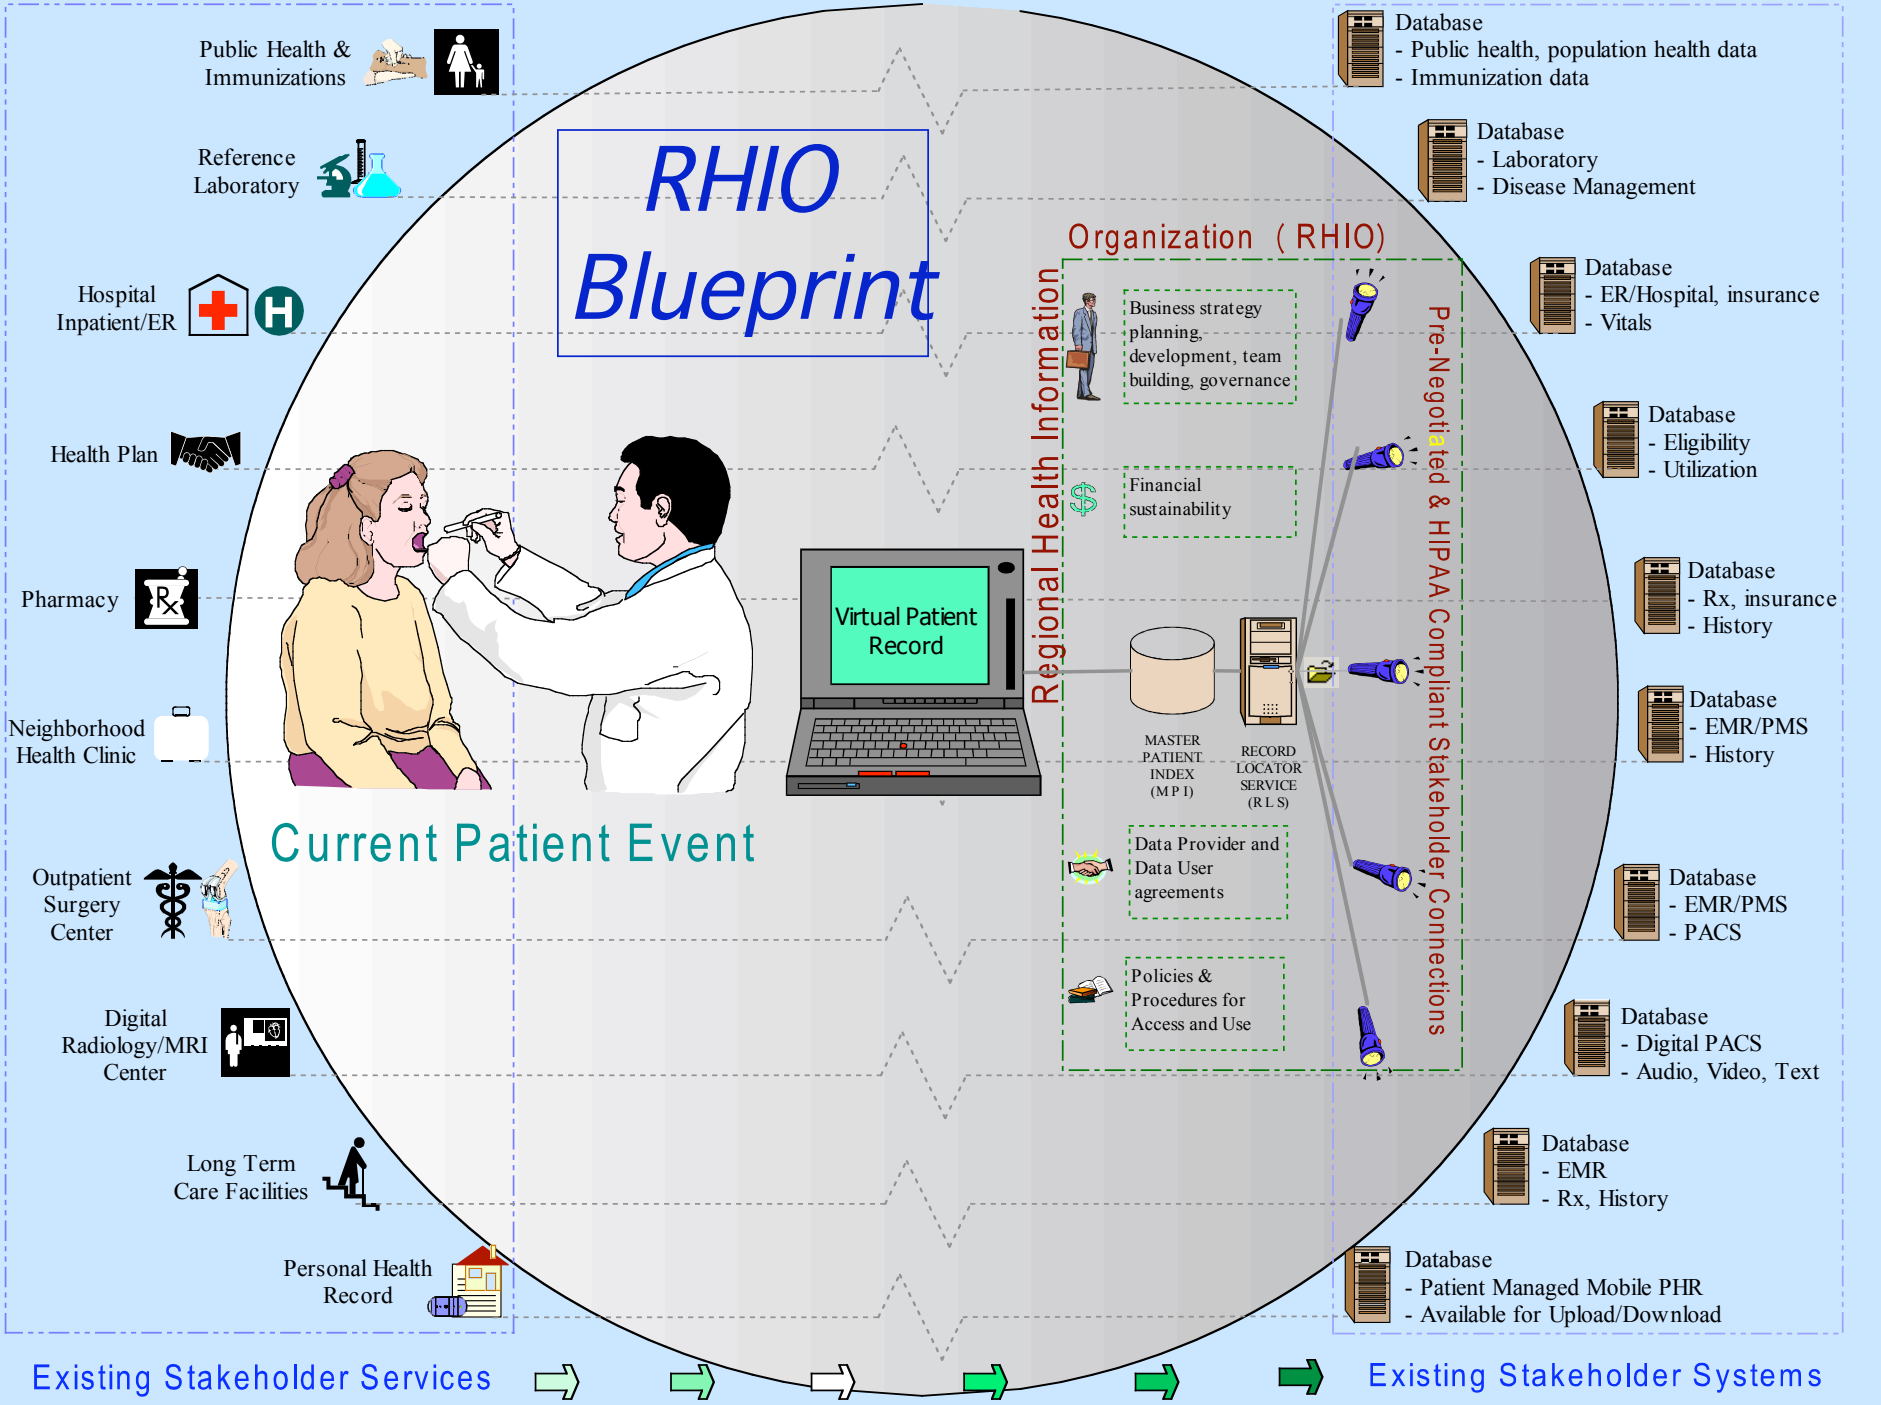 RHIO
Blueprint
Public Health &
Immunizations
Reference
Laboratory
Hospital
Inpatient/ER
H
Health Plan
Pharmacy
Rx
Neighborhood
Health Clinic
Outpatient
Surgery
Center
Digital
Radiology/MRI
Center
Long Term
Care Facilities
Personal Health
Record
Existing Stakeholder Services
Current Patient Event
Virtual Patient
Record
Regional Health Information
Organization ( RHIO)
Business strategy
planning,
development, team
building, governance
$
Financial
sustainability
MASTER
PATIENT
INDEX
(M P I)
RECORD
LOCATOR
SERVICE
(R L S)
Data Provider and
Data User
agreements
Policies &
Procedures for
Access and Use
Pre-Negotiated & HIPAA Compliant Stakeholder Connections
Database
- Public health, population health data
- Immunization data
Database
- Laboratory
- Disease Management
Database
- ER/Hospital, insurance
- Vitals
Database
- Eligibility
- Utilization
Database
- Rx, insurance
- History
Database
- EMR/PMS
- History
Database
- EMR/PMS
- PACS
Database
- Digital PACS
- Audio, Video, Text
Database
- EMR
- Rx, History
Database
- Patient Managed Mobile PHR
- Available for Upload/Download
Existing Stakeholder Systems